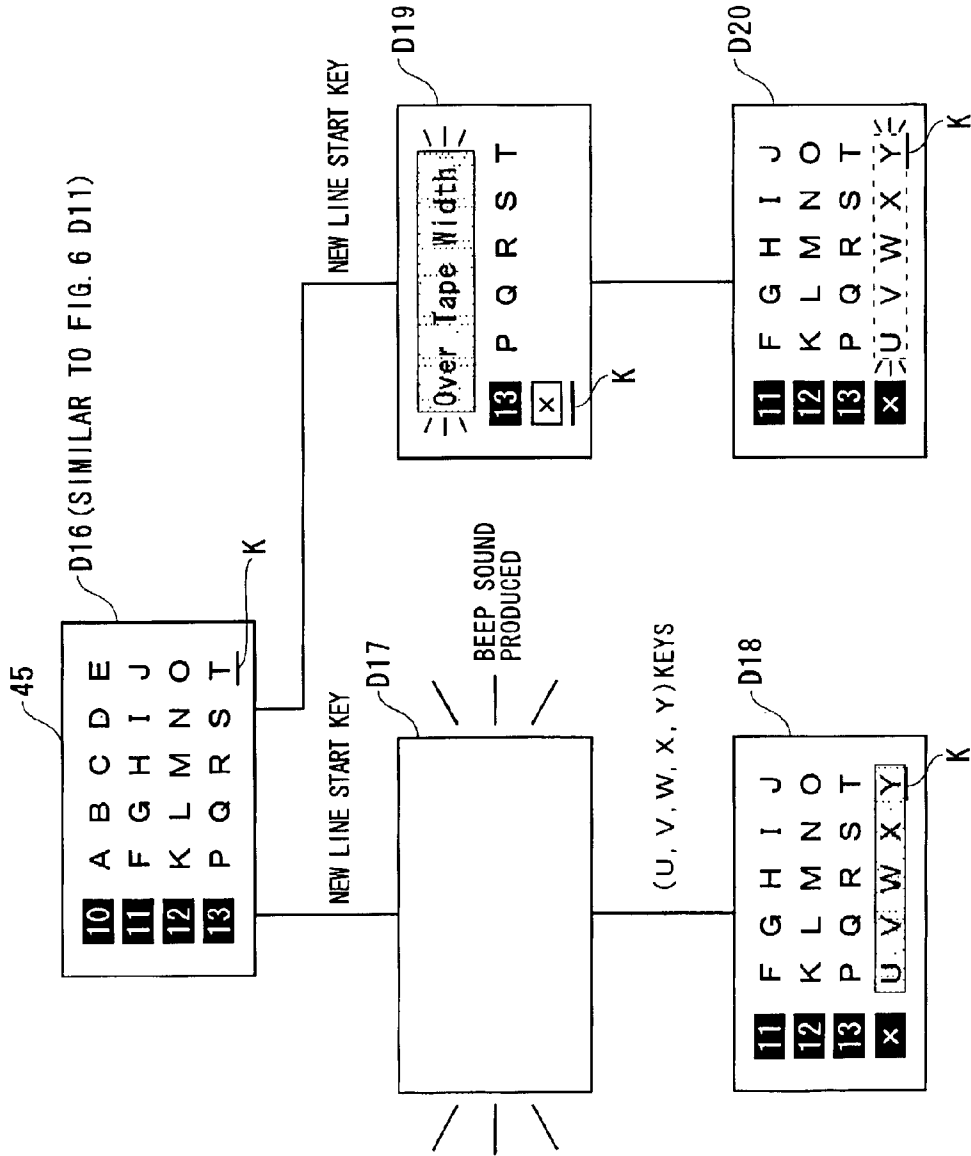 45
D16(SIMILAR TO FIG. 6 D11)
10 A B C D E
11 F G H I J
12 K L M N O
13 P Q R S T
K
NEW LINE START KEY
D17
BEEP SOUND
PRODUCED
(U, V, W, X, Y)KEYS
D18
11 F G H I J
12 K L M N O
13 P Q R S T
× U V W X Y
K
NEW LINE START KEY
D19
Over Tape Width
13 P Q R S T
×
K
D20
11 F G H I J
12 K L M N O
13 P Q R S T
× U V W X Y
K